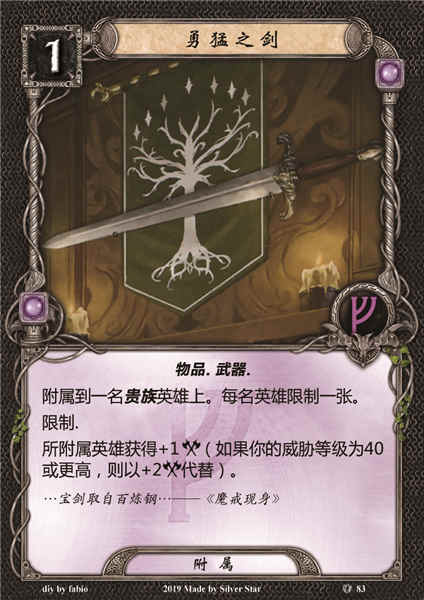 1
勇猛之剑
物品. 武器.
附属到一名贵族英雄上。每名英雄限制一张。
限制.
所附属英雄获得+1（如果你的威胁等级为40
或更高，则以+2代替）。
…宝剑取自百炼钢………——《魔戒现身》
附属
diy by fabio 2019 Made by Silver Star 83